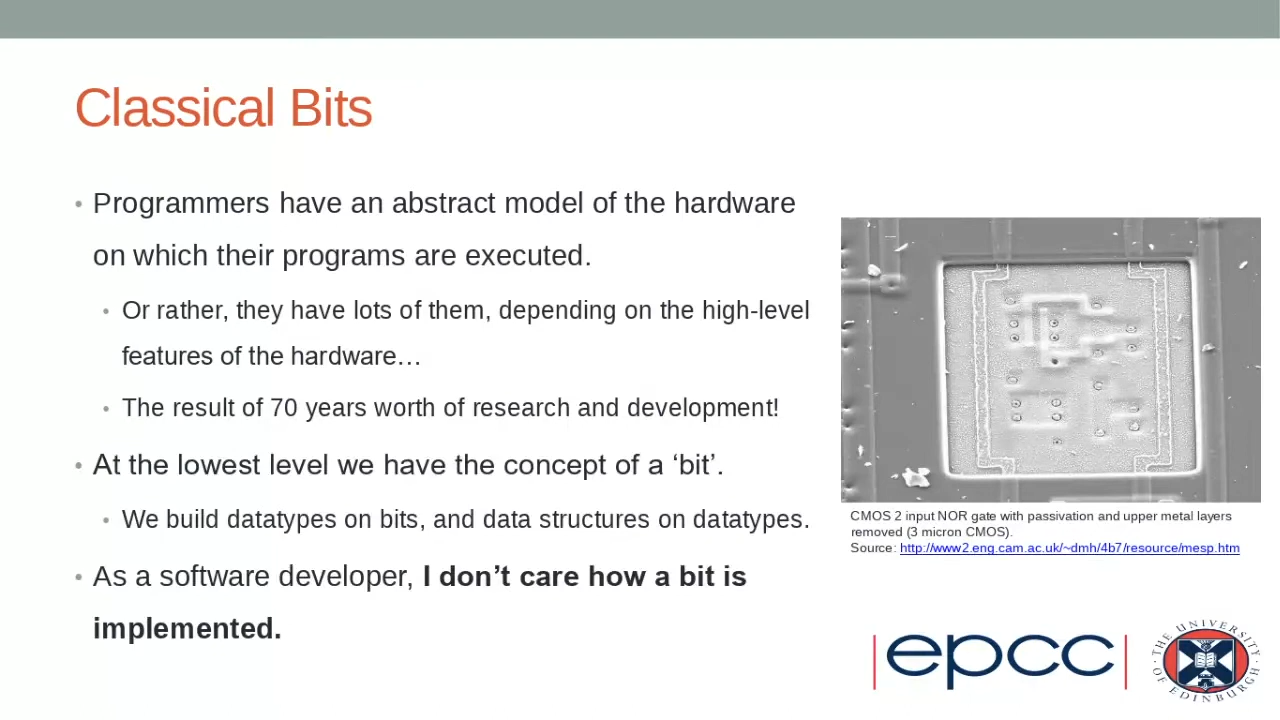 Classical Bits
• Programmers have an abstract model of the hardware
on which their programs are executed.
• Or rather, they have lots of them, depending on the high-level
features of the hardware…
• The result of 70 years worth of research and development!
• At the lowest level we have the concept of a ‘bit’.
• We build datatypes on bits, and data structures on datatypes.
• As a software developer, I don’t care how a bit is
implemented.
CMOS 2 input NOR gate with passivation and upper metal layers
removed (3 micron CMOS).
Source: http://www2.eng.cam.ac.uk/~dmh/4b7/resource/mesp.htm
epcc
THE UNIVERSITY
OF EDINBURGH